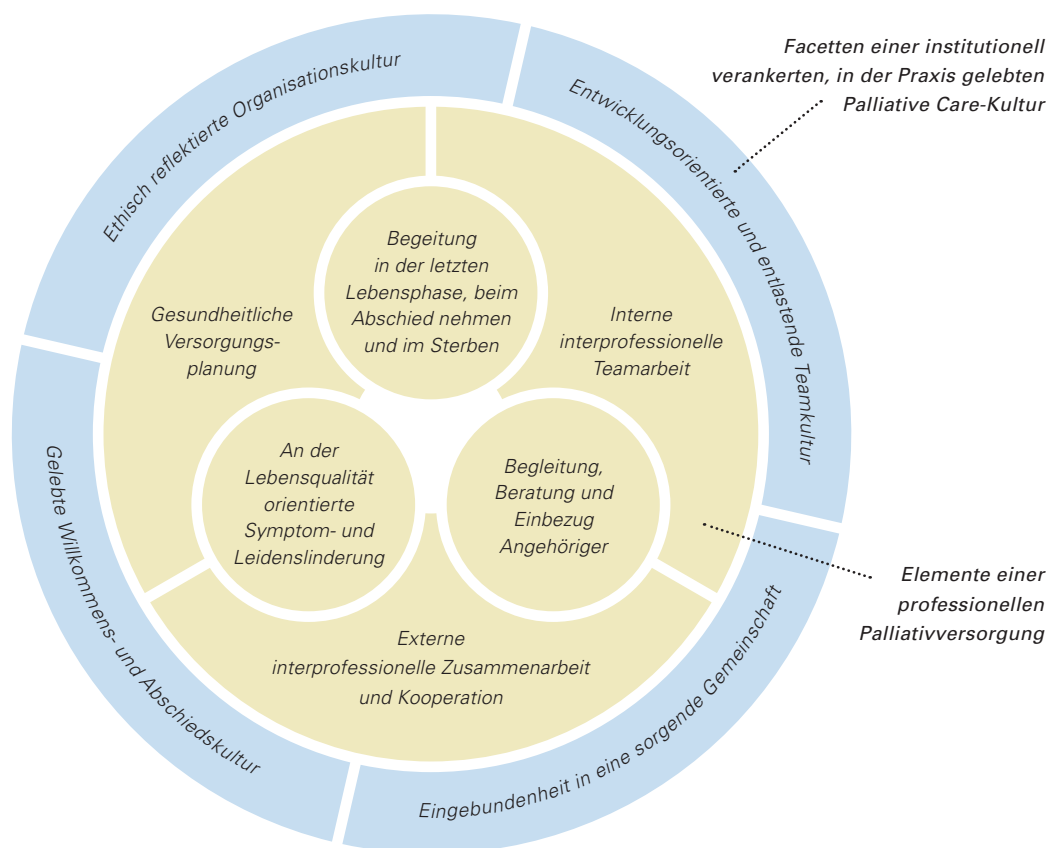 Facetten einer institutionell
verankerten, in der Praxis gelebten
Palliative Care-Kultur
Ethisch reflektierte Organisationskultur
Entwicklungsorientierte und entlastende Teamkultur
Begeitung
in der letzten
Lebensphase, beim
Abschied nehmen
und im Sterben
Gesundheitliche
Versorgungs-
planung
Interne
interprofessionelle
Teamarbeit
An der
Lebensqualität
orientierte
Symptom- und
Leidenslinderung
Begleitung,
Beratung und
Einbezug
Angehöriger
Elemente einer
professionellen
Palliativversorgung
Externe
interprofessionelle Zusammenarbeit
und Kooperation
Gelebte Willkommens- und Abschiedskultur
Eingebundenheit in eine sorgende Gemeinschaft